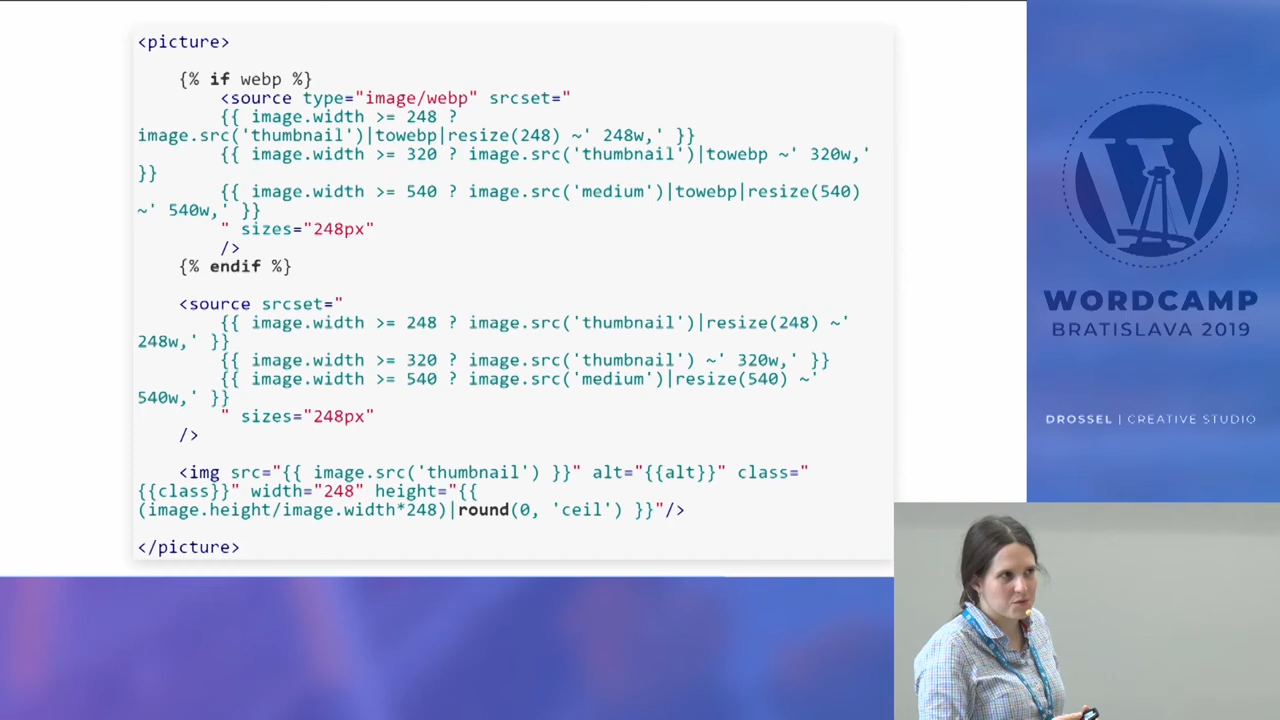 <picture>
{% if webp %}
<source type="image/webp" srcset="
{{ image.width >= 248 ?
image.src('thumbnail')|towebp|resize(248) ~' 248w,' }}
{{ image.width >= 320 ? image.src('thumbnail')|towebp ~' 320w,'
}}
{{ image.width >= 540 ? image.src('medium')|towebp|resize(540)
~' 540w,' }}
" sizes="248px"
/>
{% endif %}
<source srcset="
{{ image.width >= 248 ? image.src('thumbnail')|resize(248) ~'
248w,' }}
{{ image.width >= 320 ? image.src('thumbnail') ~' 320w,' }}
{{ image.width >= 540 ? image.src('medium')|resize(540) ~'
540w,' }}
" sizes="248px"
/>
<img src="{{ image.src('thumbnail') }}" alt="{{alt}}" class="
{{class}}" width="248" height="{{
(image.height/image.width*248)|round(0, 'ceil') }}"/>
</picture>
WORDCAMP
BRATISLAVA 2019
DROSSEL | CREATIVE STUDIO